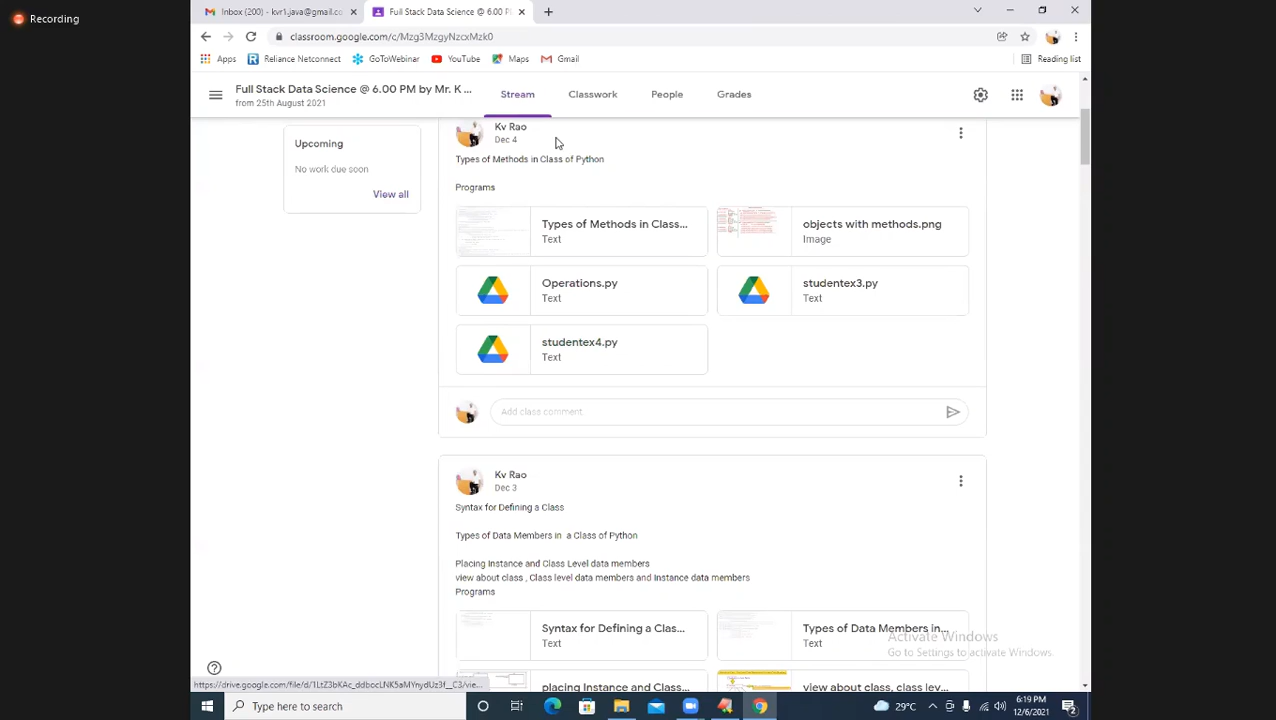 Recording
Inbox (200) - kvr1.java@gmail.co
Full Stack Data Science @ 6.00 P
classroom.google.com/c/Mzg3MzgyNzcxMzk0
Apps
Reliance Netconnect
GoToWebinar
YouTube
Maps
Gmail
Reading list
Full Stack Data Science @ 6.00 PM by Mr. K ...
from 25th August 2021
Stream
Classwork
People
Grades
Upcoming
No work due soon
View all
Kv Rao
Dec 4
Types of Methods in Class of Python
Programs
Types of Methods in Class...
Text
objects with methods.png
Image
Operations.py
Text
studentex3.py
Text
studentex4.py
Text
Add class comment
Kv Rao
Dec 3
Syntax for Defining a Class
Types of Data Members in a Class of Python
Placing Instance and Class Level data members
view about class , Class level data members and Instance data members
Programs
Syntax for Defining a Clas...
Text
Types of Data Members in...
Text
placing Instance and Class...
view about class, class lev...
Activate Windows
Go to Settings to activate Windows.
Type here to search
29°C
6:19 PM
12/6/2021
2